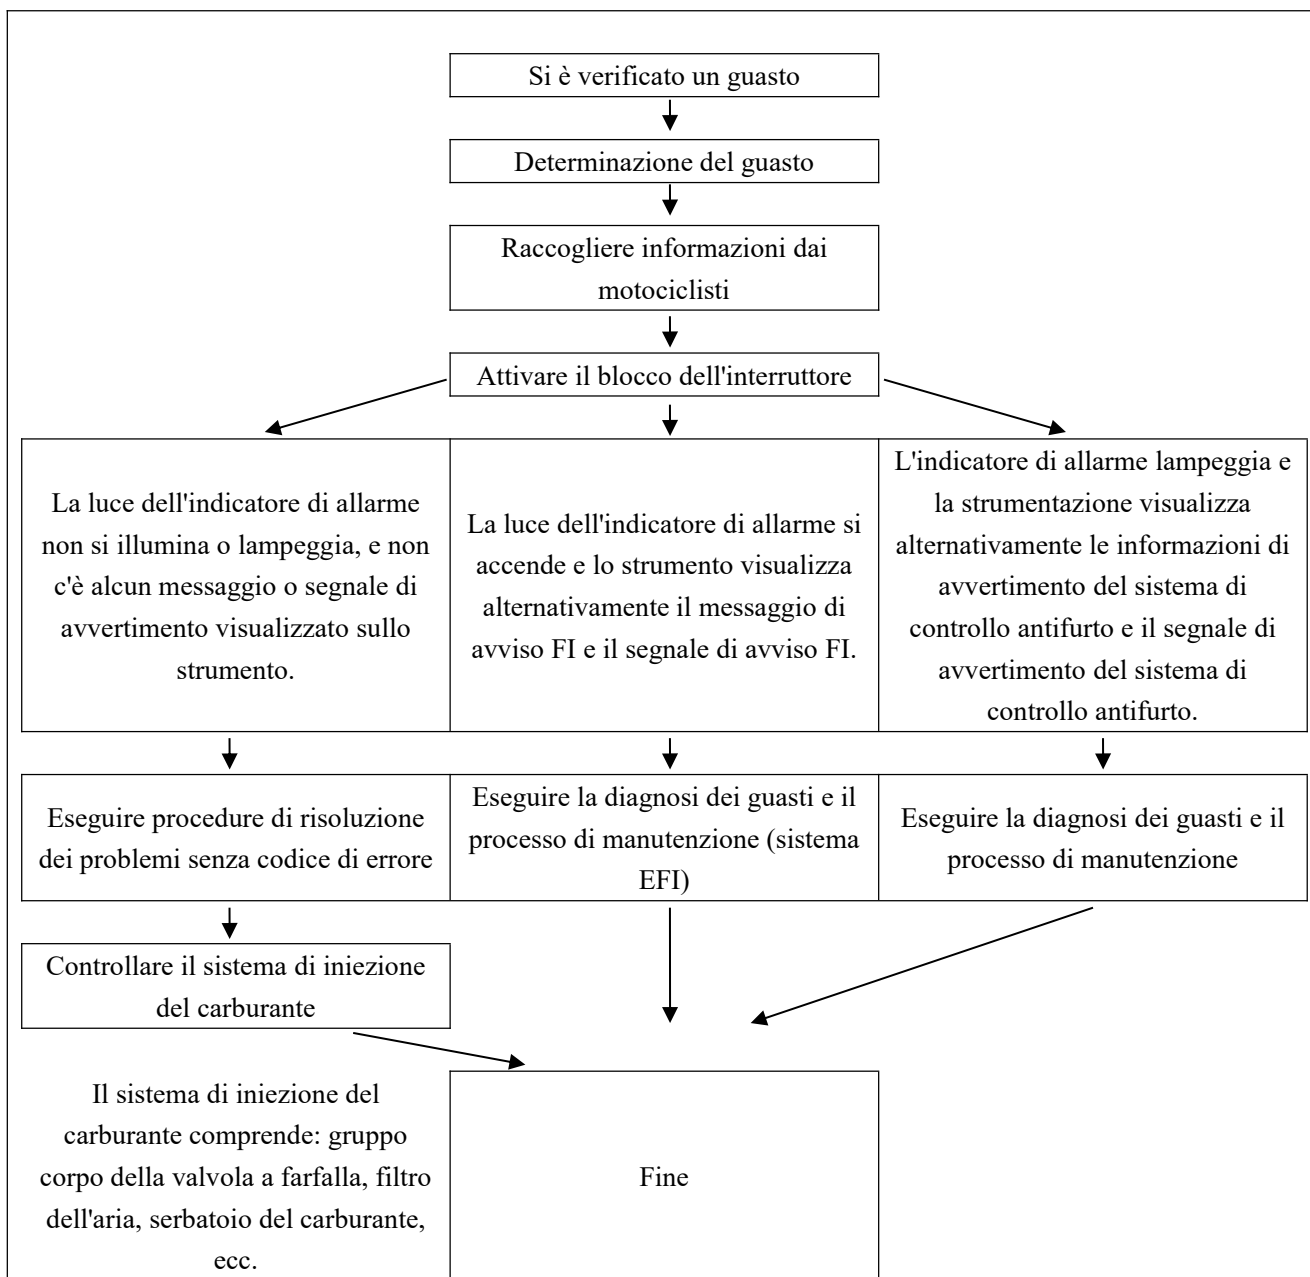 Si è verificato un guasto
Determinazione del guasto
Raccogliere informazioni dai
motociclisti
Attivare il blocco dell'interruttore
La luce dell'indicatore di allarme
non si illumina o lampeggia, e non
c'è alcun messaggio o segnale di
avvertimento visualizzato sullo
strumento.
La luce dell'indicatore di allarme si
accende e lo strumento visualizza
alternativamente il messaggio di
avviso FI e il segnale di avviso FI.
L'indicatore di allarme lampeggia e
la strumentazione visualizza
alternativamente le informazioni di
avvertimento del sistema di
controllo antifurto e il segnale di
avvertimento del sistema di
controllo antifurto.
Eseguire procedure di risoluzione
dei problemi senza codice di errore
Eseguire la diagnosi dei guasti e il
processo di manutenzione (sistema
EFI)
Eseguire la diagnosi dei guasti e il
processo di manutenzione
Controllare il sistema di iniezione
del carburante
Il sistema di iniezione del
carburante comprende: gruppo
corpo della valvola a farfalla, filtro
dell'aria, serbatoio del carburante,
ecc.
Fine